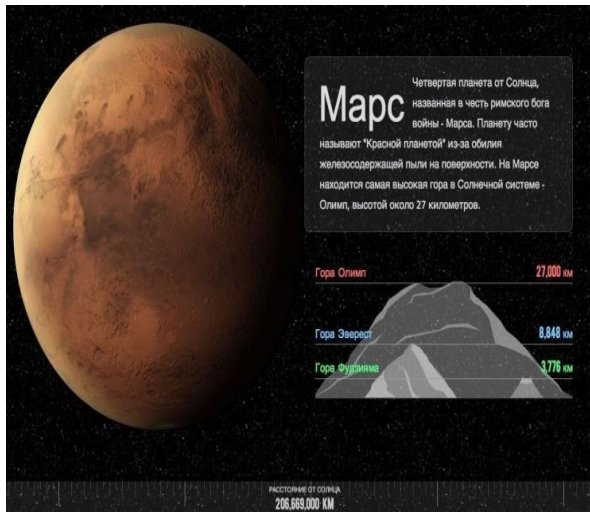 Марс
Четвертая планета от Солнца,
названная в честь римского бога
войны - Марса. Планету часто
называют "Красной планетой" из-за обилия
железосодержащей пыли на поверхности. На Марсе
находится самая высокая гора в Солнечной системе -
Олимп, высотой около 27 километров.
Гора Олимп 27,000 км
Гора Эверест 8,848 км
Гора Фудзияма 3,776 км
РАССТОЯНИЕ ОТ СОЛНЦА
206,669,000 КМ